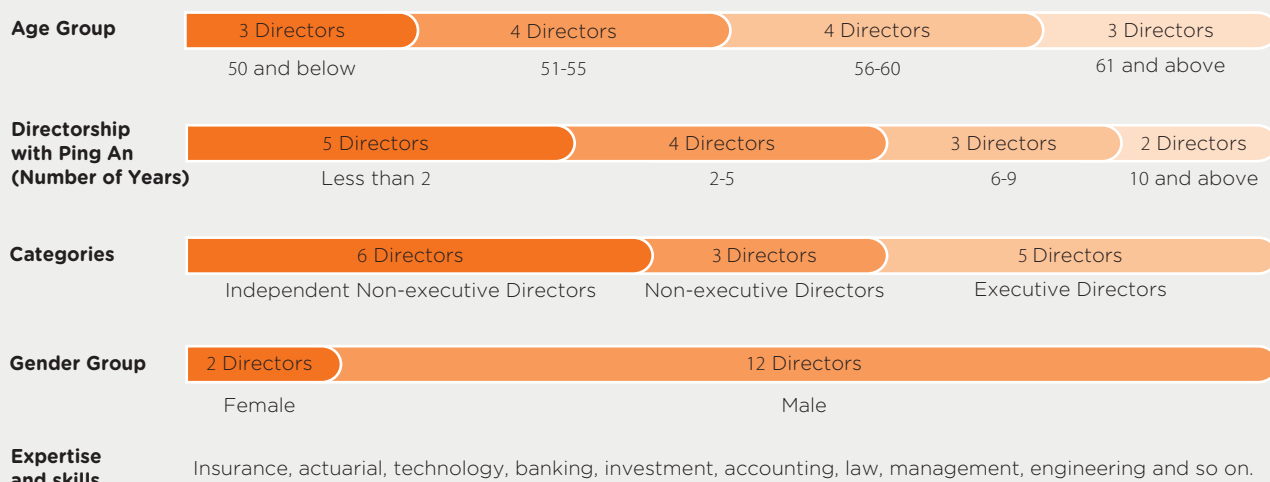 Age Group
3 Directors 4 Directors 4 Directors 3 Directors
50 and below 51-55 56-60 61 and above
Directorship
with Ping An
(Number of Years)
5 Directors 4 Directors 3 Directors 2 Directors
Less than 2 2-5 6-9 10 and above
Categories
6 Directors 3 Directors 5 Directors
Independent Non-executive Directors Non-executive Directors Executive Directors
Gender Group
2 Directors 12 Directors
Female Male
Expertise
and skills
Insurance, actuarial, technology, banking, investment, accounting, law, management, engineering and so on.